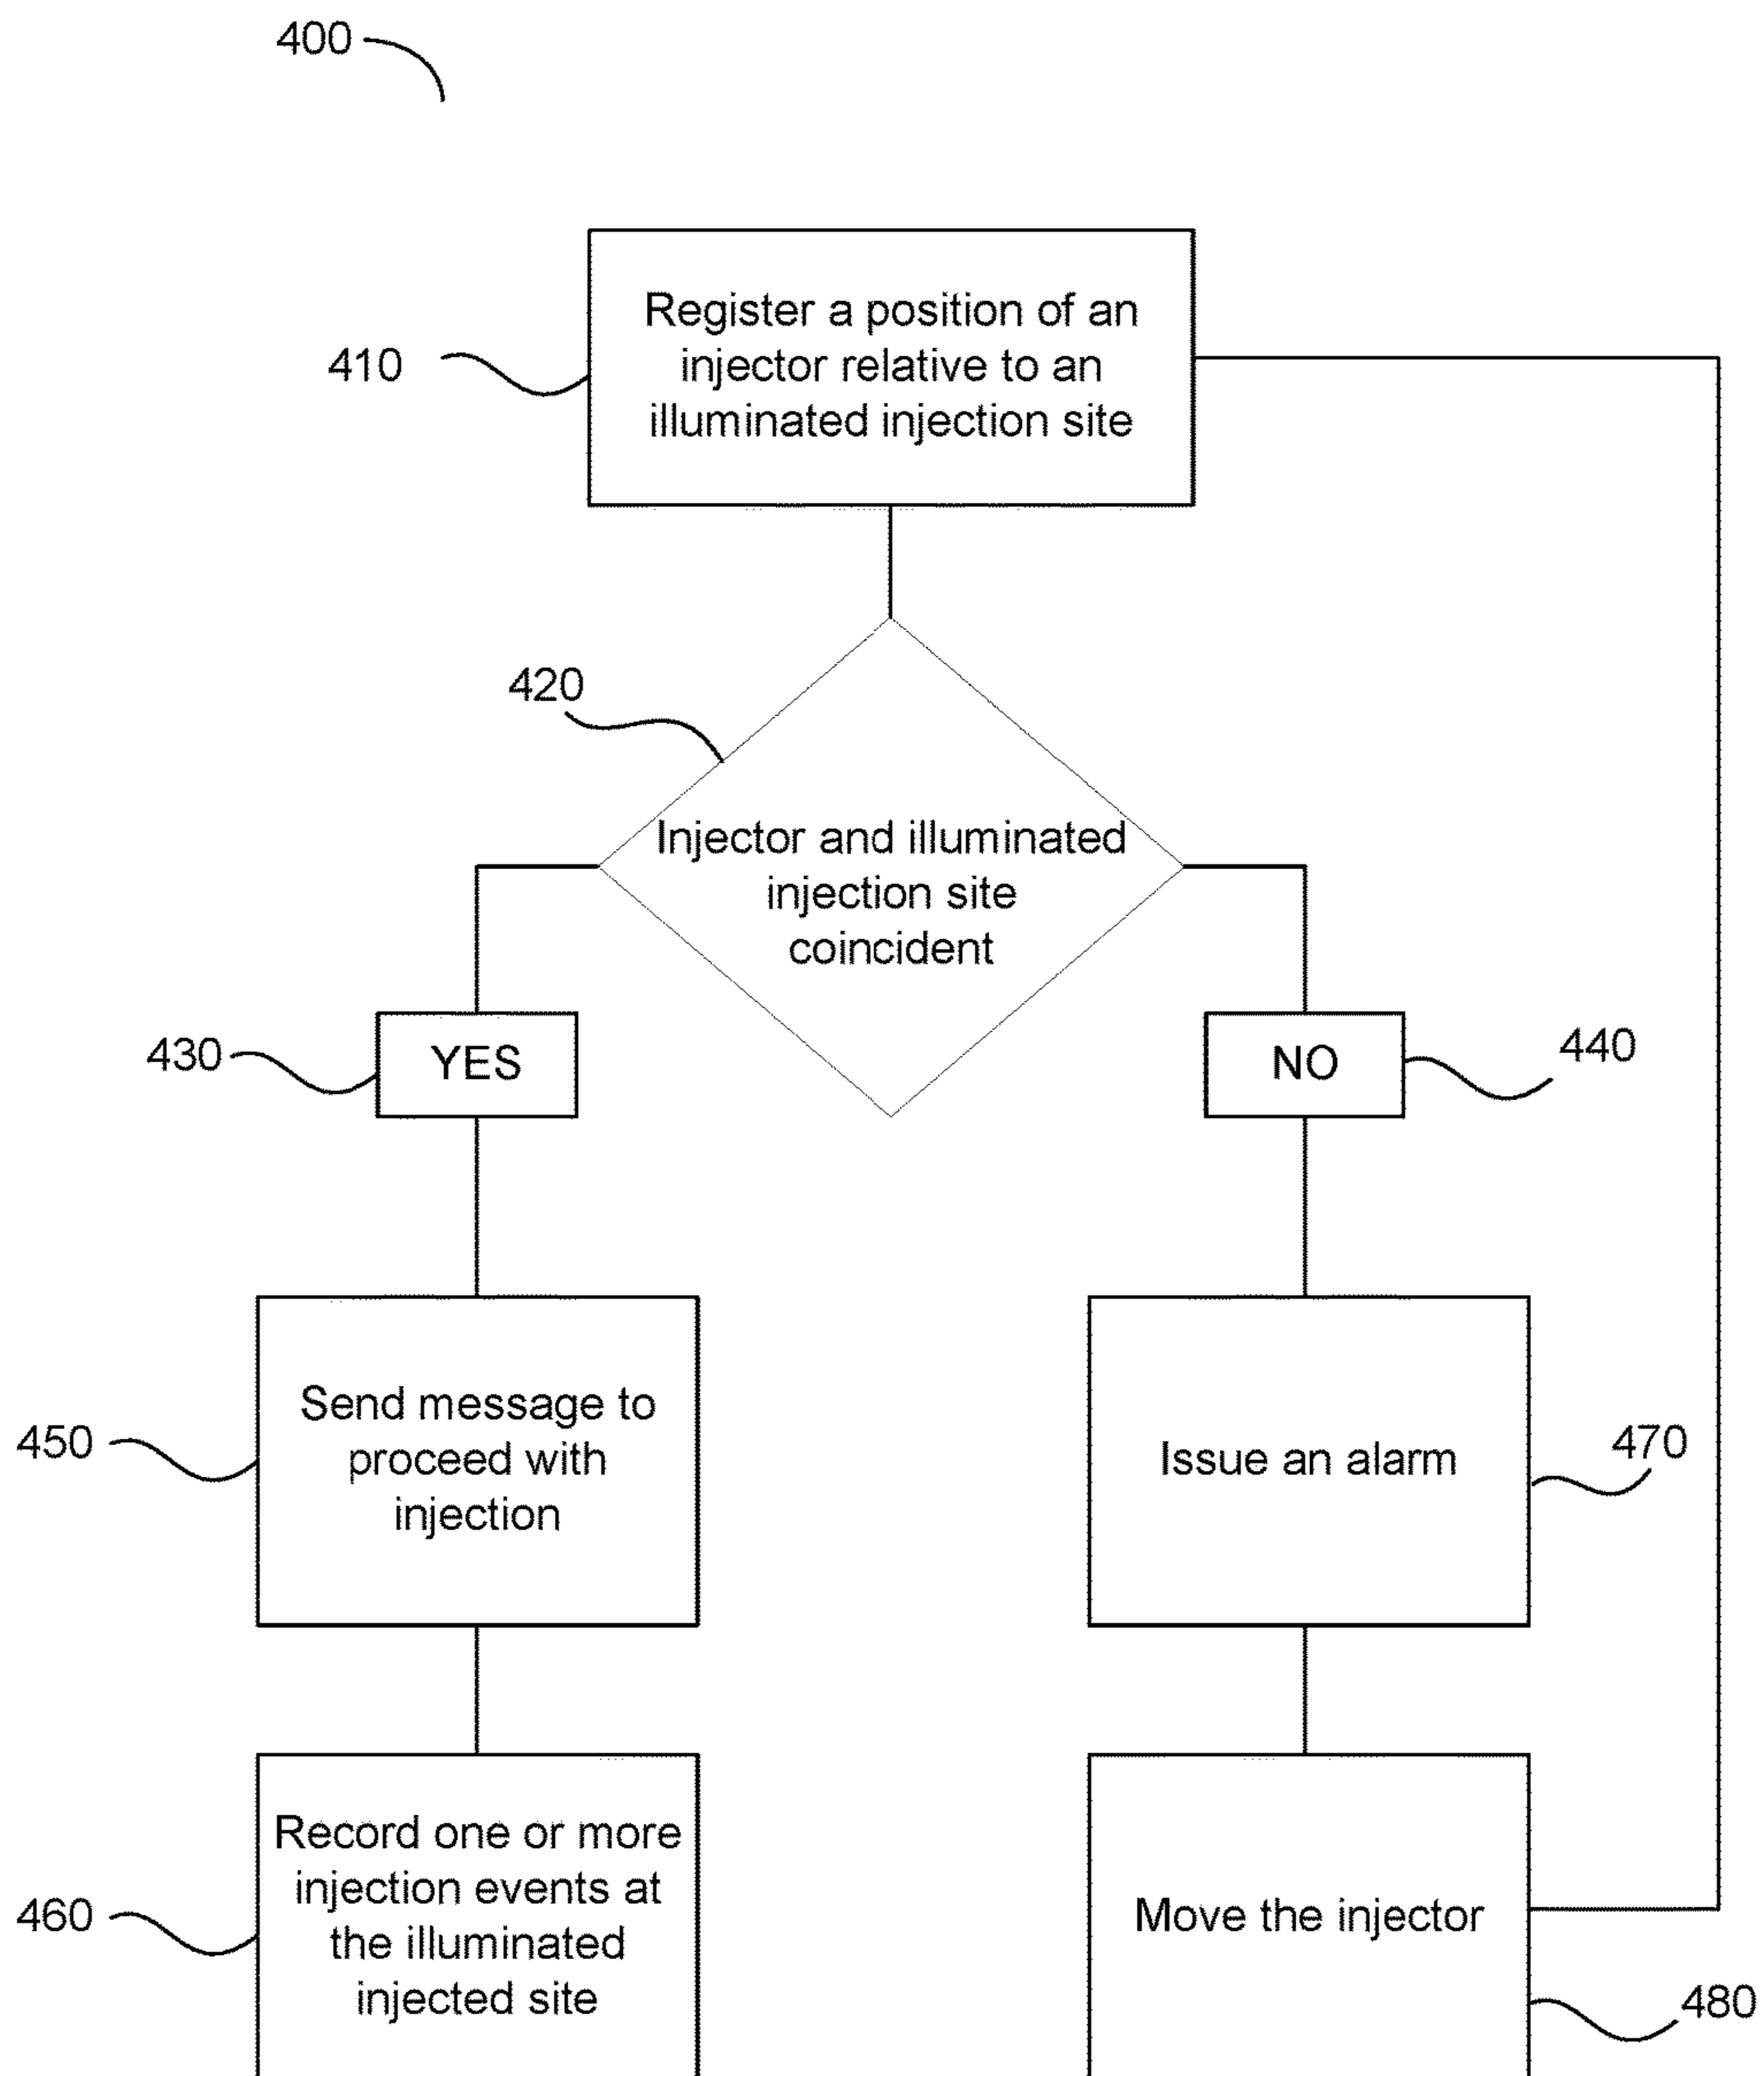 400
410
Register a position of an
injector relative to an
illuminated injection site
420
Injector and illuminated
injection site
coincident
430
YES
NO
440
450
Send message to
proceed with
injection
Issue an alarm
470
460
Record one or more
injection events at
the illuminated
injected site
Move the injector
480